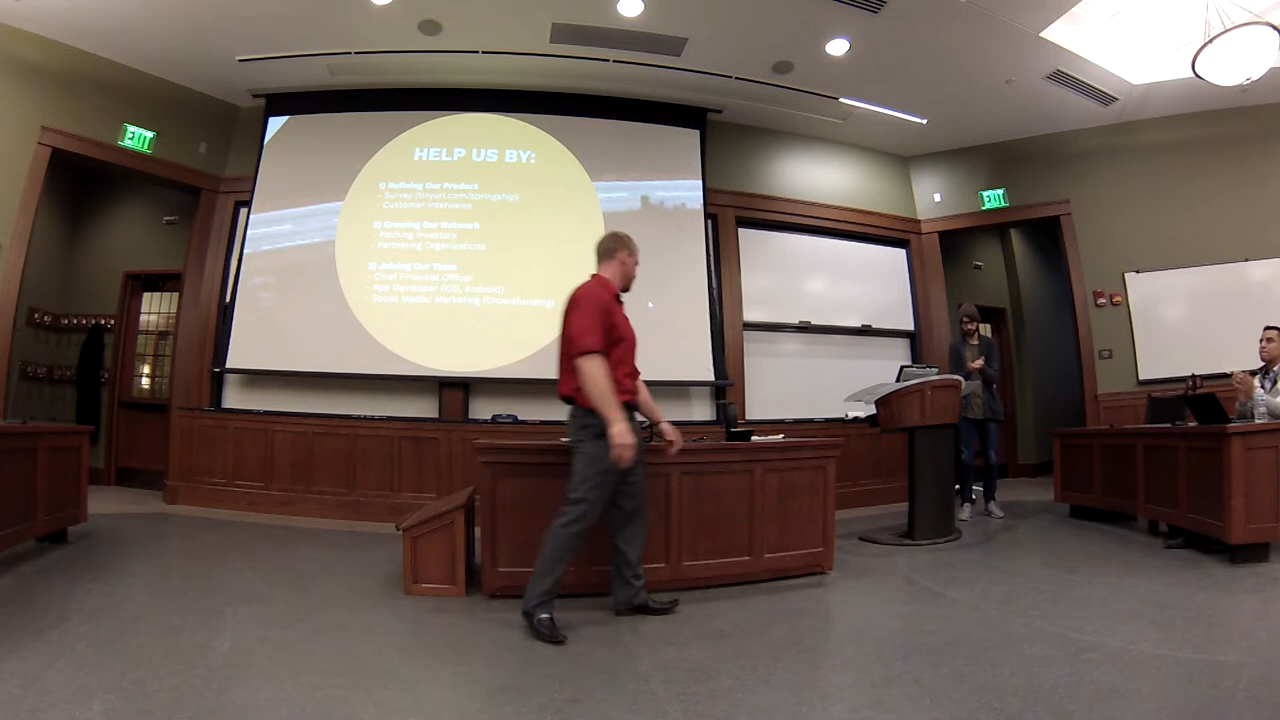 EXIT
HELP US BY:
1) Refining Our Product
- Survey (tinyurl.com/springship)
- Customer Interviews
2) Growing Our Network
- Pitching Investors
- Partnering Organizations
3) Joining Our Team
- Chief Financial Officer
- App Developer (iOS, Android)
- Social Media/ Marketing (Crowdfunding)
EXIT